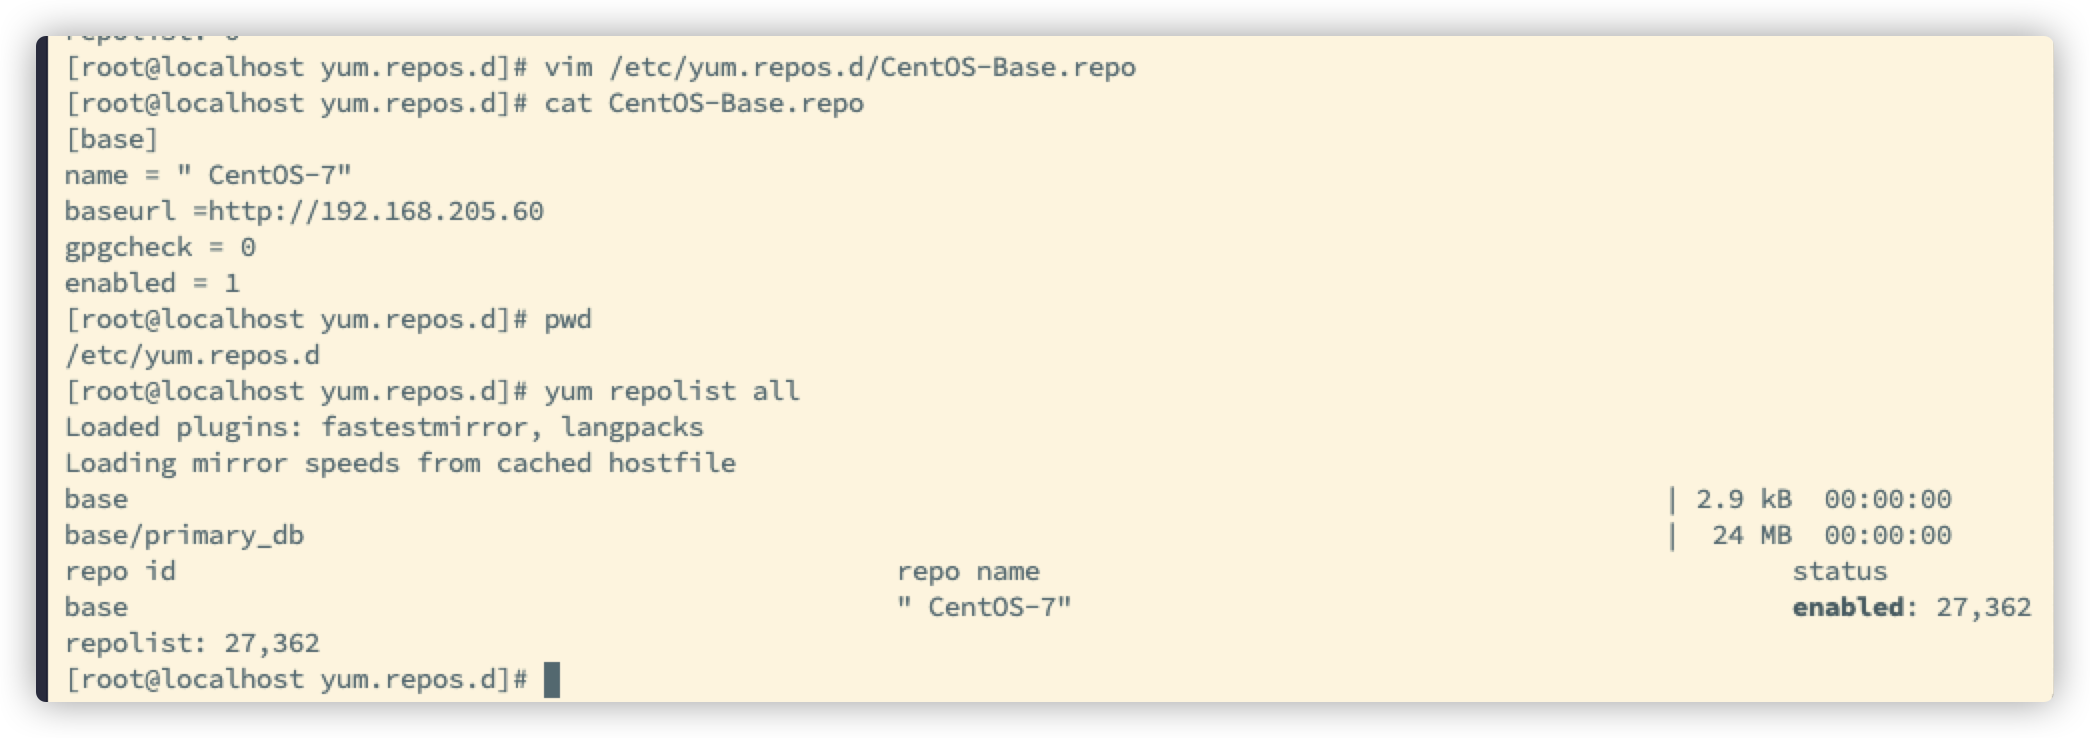 repolist: 0
[root@localhost yum.repos.d]# vim /etc/yum.repos.d/CentOS-Base.repo
[root@localhost yum.repos.d]# cat CentOS-Base.repo
[base]
name = " CentOS-7"
baseurl =http://192.168.205.60
gpgcheck = 0
enabled = 1
[root@localhost yum.repos.d]# pwd
/etc/yum.repos.d
[root@localhost yum.repos.d]# yum repolist all
Loaded plugins: fastestmirror, langpacks
Loading mirror speeds from cached hostfile
base | 2.9 kB 00:00:00
base/primary_db | 24 MB 00:00:00
repo id repo name status
base " CentOS-7" enabled: 27,362
repolist: 27,362
[root@localhost yum.repos.d]#